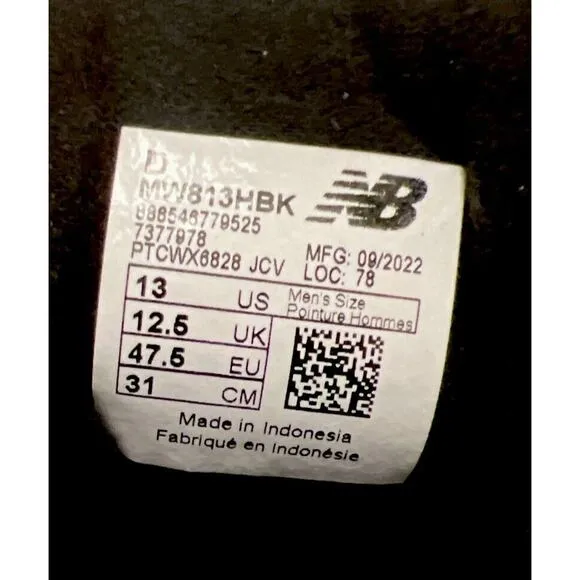 D
MW813HBK
NB
888546779525
7377978
PTCWX6828 JCV
MFG: 09/2022
LOC: 78
13 US
12.5 UK
47.5 EU
31 CM
Men's Size
Pointure Hommes
Made in Indonesia
Fabriqué en Indonésie